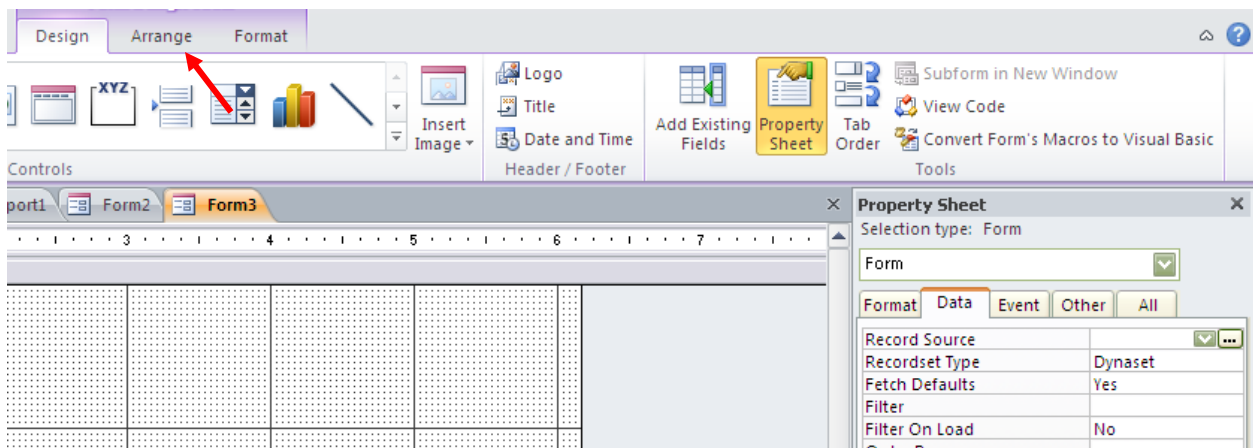 Design Arrange Format
XYZ
Insert
Image
Logo
Title
Date and Time
Add Existing
Fields
Property
Sheet
Tab
Order
Subform in New Window
View Code
Convert Form's Macros to Visual Basic
Controls
Header / Footer
Tools
port1 Form2 Form3
3 4 5 6 7
Property Sheet
Selection type: Form
Form
Format Data Event Other All
Record Source
Recordset Type Dynaset
Fetch Defaults Yes
Filter
Filter On Load No